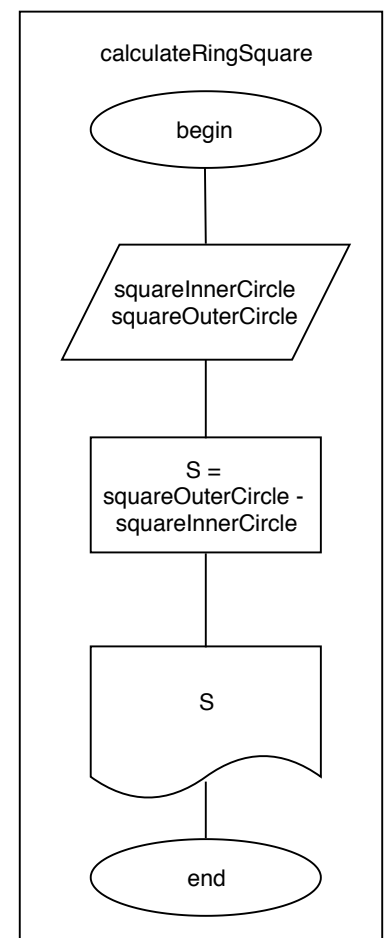 calculateRingSquare
begin
squareInnerCircle
squareOuterCircle
S =
squareOuterCircle -
squareInnerCircle
S
end